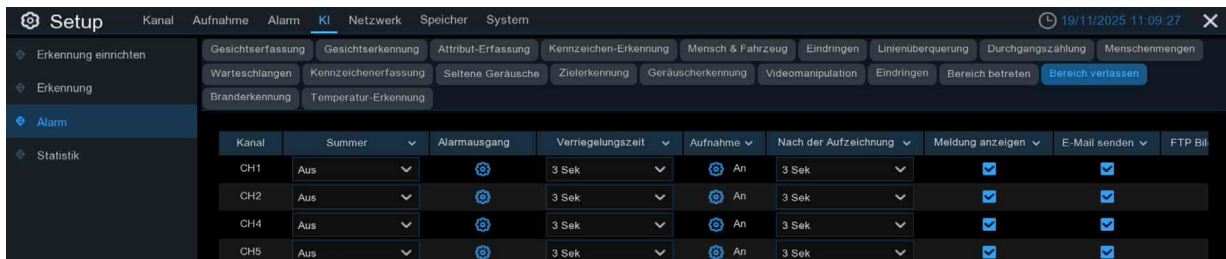 Setup Kanal Aufnahme Alarm KI Netzwerk Speicher System 19/11/2025 11:09:27
Erkennung einrichten
Erkennung
Alarm
Statistik
Gesichtserfassung Gesichtserkennung Attribut-Erfassung Kennzeichen-Erkennung Mensch & Fahrzeug Eindringen Linienüberquerung Durchgangszählung Menschenmengen
Warteschlangen Kennzeichenerfassung Seltene Geräusche Zielerkennung Geräuscherkennung Videomanipulation Eindringen Bereich betreten Bereich verlassen
Branderkennung Temperatur-Erkennung
Kanal Summer Alarmausgang Verriegelungszeit Aufnahme Nach der Aufzeichnung Meldung anzeigen E-Mail senden FTP Bil
CH1 Aus 3 Sek An 3 Sek
CH2 Aus 3 Sek An 3 Sek
CH4 Aus 3 Sek An 3 Sek
CH5 Aus 3 Sek An 3 Sek